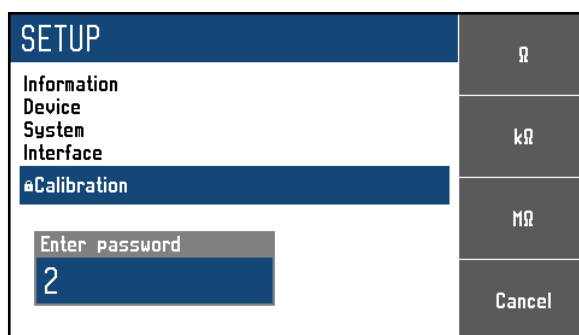 SETUP
Information
Device
System
Interface
Calibration
Enter password
2
Ω
kΩ
MΩ
Cancel